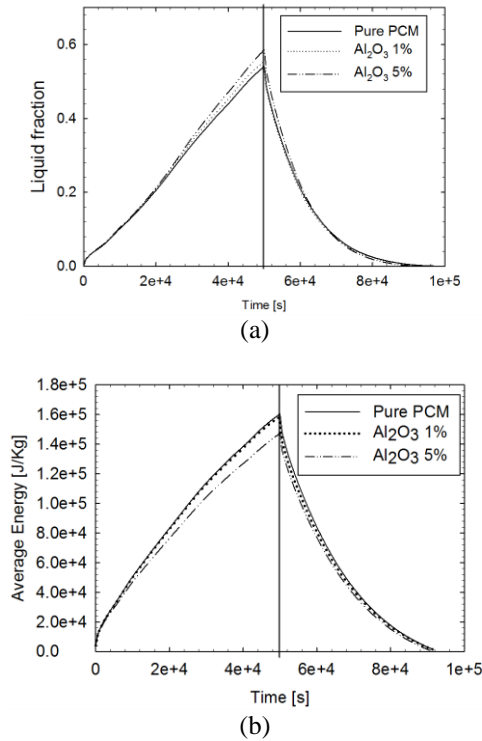 Pure PCM
Al₂O₃ 1%
Al₂O₃ 5%
0.6
0.4
0.2
0.0
Liquid fraction
0 2e+4 4e+4 6e+4 8e+4 1e+5
Time [s]
(a)
1.8e+5
1.6e+5
1.4e+5
1.2e+5
1.0e+5
8.0e+4
6.0e+4
4.0e+4
2.0e+4
0.0
Average Energy [J/Kg]
Pure PCM
Al2O3 1%
Al2O3 5%
0 2e+4 4e+4 6e+4 8e+4 1e+5
Time [s]
(b)